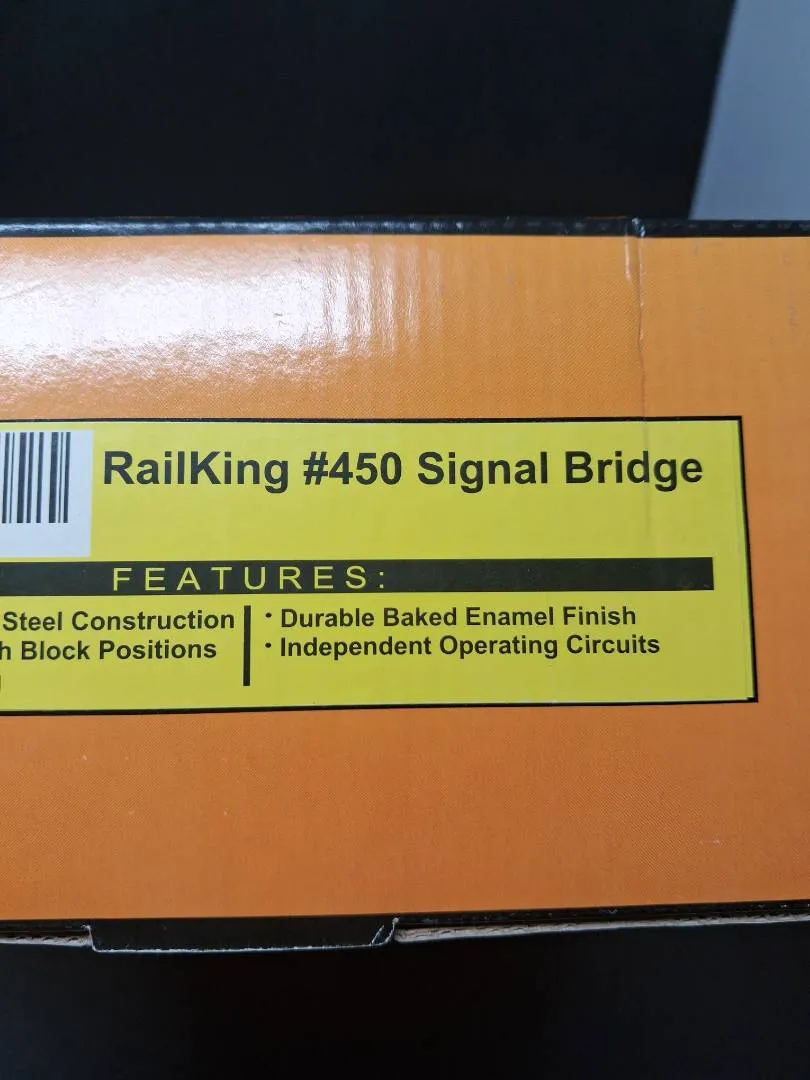 RailKing #450 Signal Bridge
FEATURES:
Steel Construction
Block Positions
· Durable Baked Enamel Finish
· Independent Operating Circuits